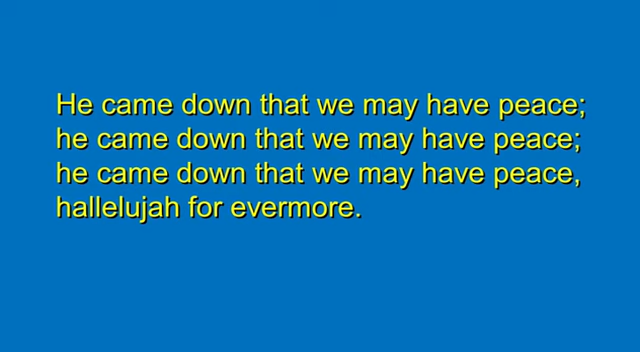 He came down that we may have peace;
he came down that we may have peace;
he came down that we may have peace,
hallelujah for evermore.